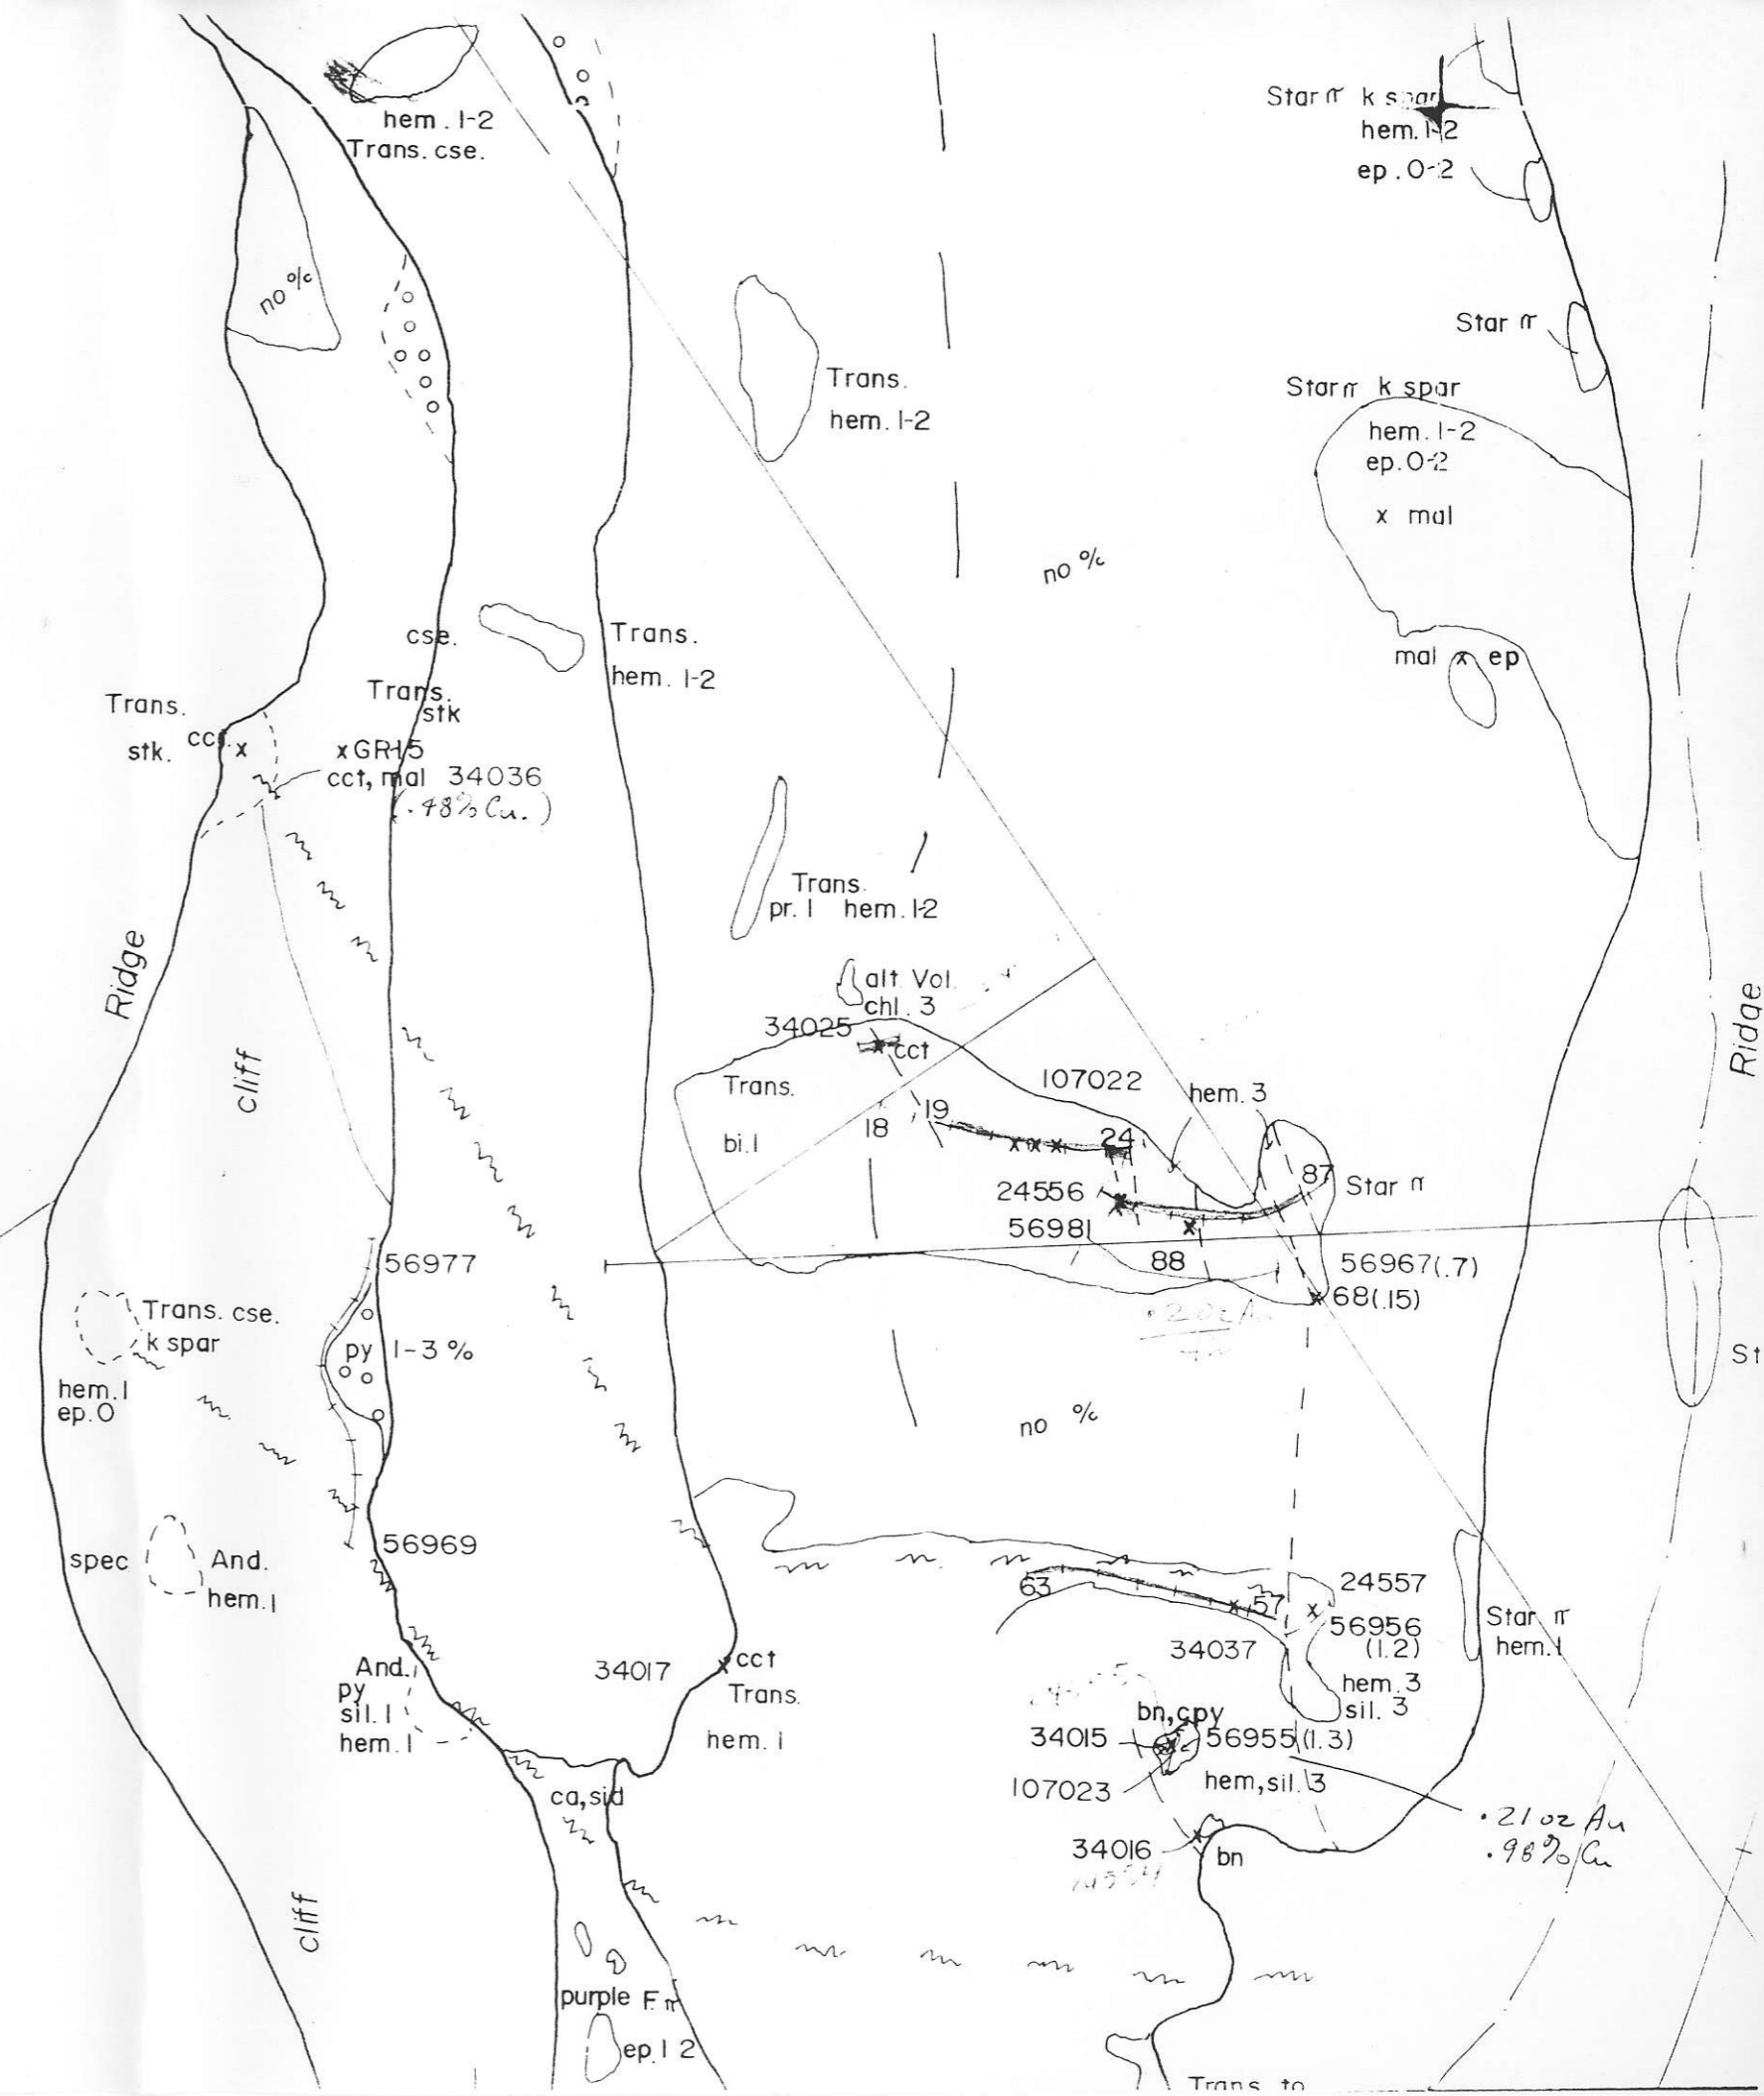 hem. 1-2
Trans. cse.
Star π k spar
hem. 1-2
ep. 0-2
no %
Star π
Trans.
hem. 1-2
Star π k spar
hem. 1-2
ep. 0-2
x mal
no %
cse.
Trans.
hem. 1-2
mal x ep
Trans.
stk.
cct.
x
Trans.
stk
x GR-15
cct, mal 34036
(.48% Cu.)
Trans.
pr. 1 hem. 1-2
Ridge
cliff
alt. Vol.
chl. 3
34025
cct
Ridge
Trans.
bi. 1
107022
hem. 3
18
19
24
24556
56981
88
87
Star π
56977
56967(.7)
68(.15)
Trans. cse.
k spar
hem. 1
ep. 0
py 1-3 %
St
no %
56969
spec
And.
hem. 1
63
57
24557
56956
(1.2)
34037
Star π
hem. 1
hem. 3
sil. 3
And.
py
sil. 1
hem. 1
34017
cct
Trans.
hem. 1
bn, cpy
34015
56955(1.3)
107023
hem, sil. 3
ca, sid
34016
bn
.21 oz Au
.98% Cu
cliff
purple F. π
ep. 1 2
Trans to